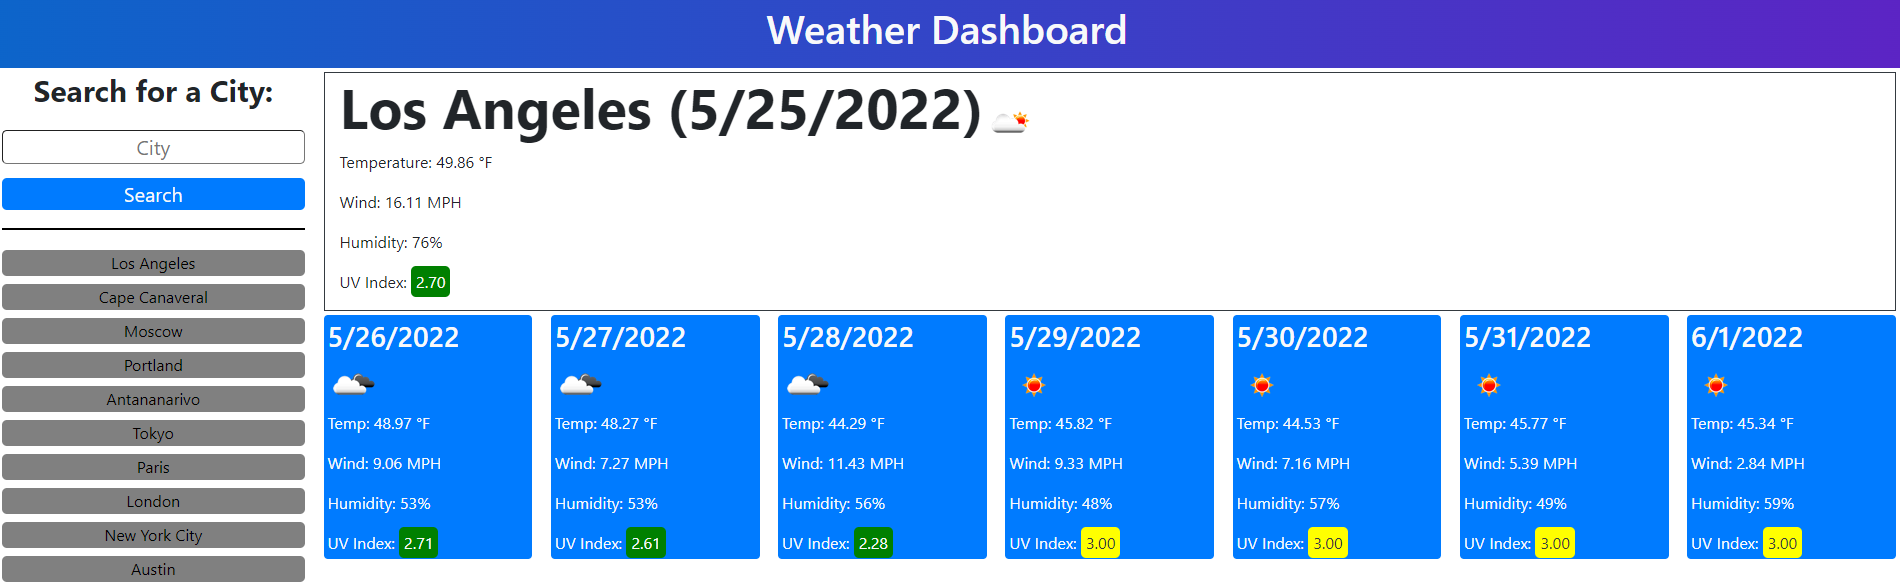 Weather Dashboard
Search for a City:
City
Search
Los Angeles
Cape Canaveral
Moscow
Portland
Antananarivo
Tokyo
Paris
London
New York City
Austin
Los Angeles (5/25/2022)
Temperature: 49.86 °F
Wind: 16.11 MPH
Humidity: 76%
UV Index: 2.70
5/26/2022
Temp: 48.97 °F
Wind: 9.06 MPH
Humidity: 53%
UV Index: 2.71
5/27/2022
Temp: 48.27 °F
Wind: 7.27 MPH
Humidity: 53%
UV Index: 2.61
5/28/2022
Temp: 44.29 °F
Wind: 11.43 MPH
Humidity: 56%
UV Index: 2.28
5/29/2022
Temp: 45.82 °F
Wind: 9.33 MPH
Humidity: 48%
UV Index: 3.00
5/30/2022
Temp: 44.53 °F
Wind: 7.16 MPH
Humidity: 57%
UV Index: 3.00
5/31/2022
Temp: 45.77 °F
Wind: 5.39 MPH
Humidity: 49%
UV Index: 3.00
6/1/2022
Temp: 45.34 °F
Wind: 2.84 MPH
Humidity: 59%
UV Index: 3.00